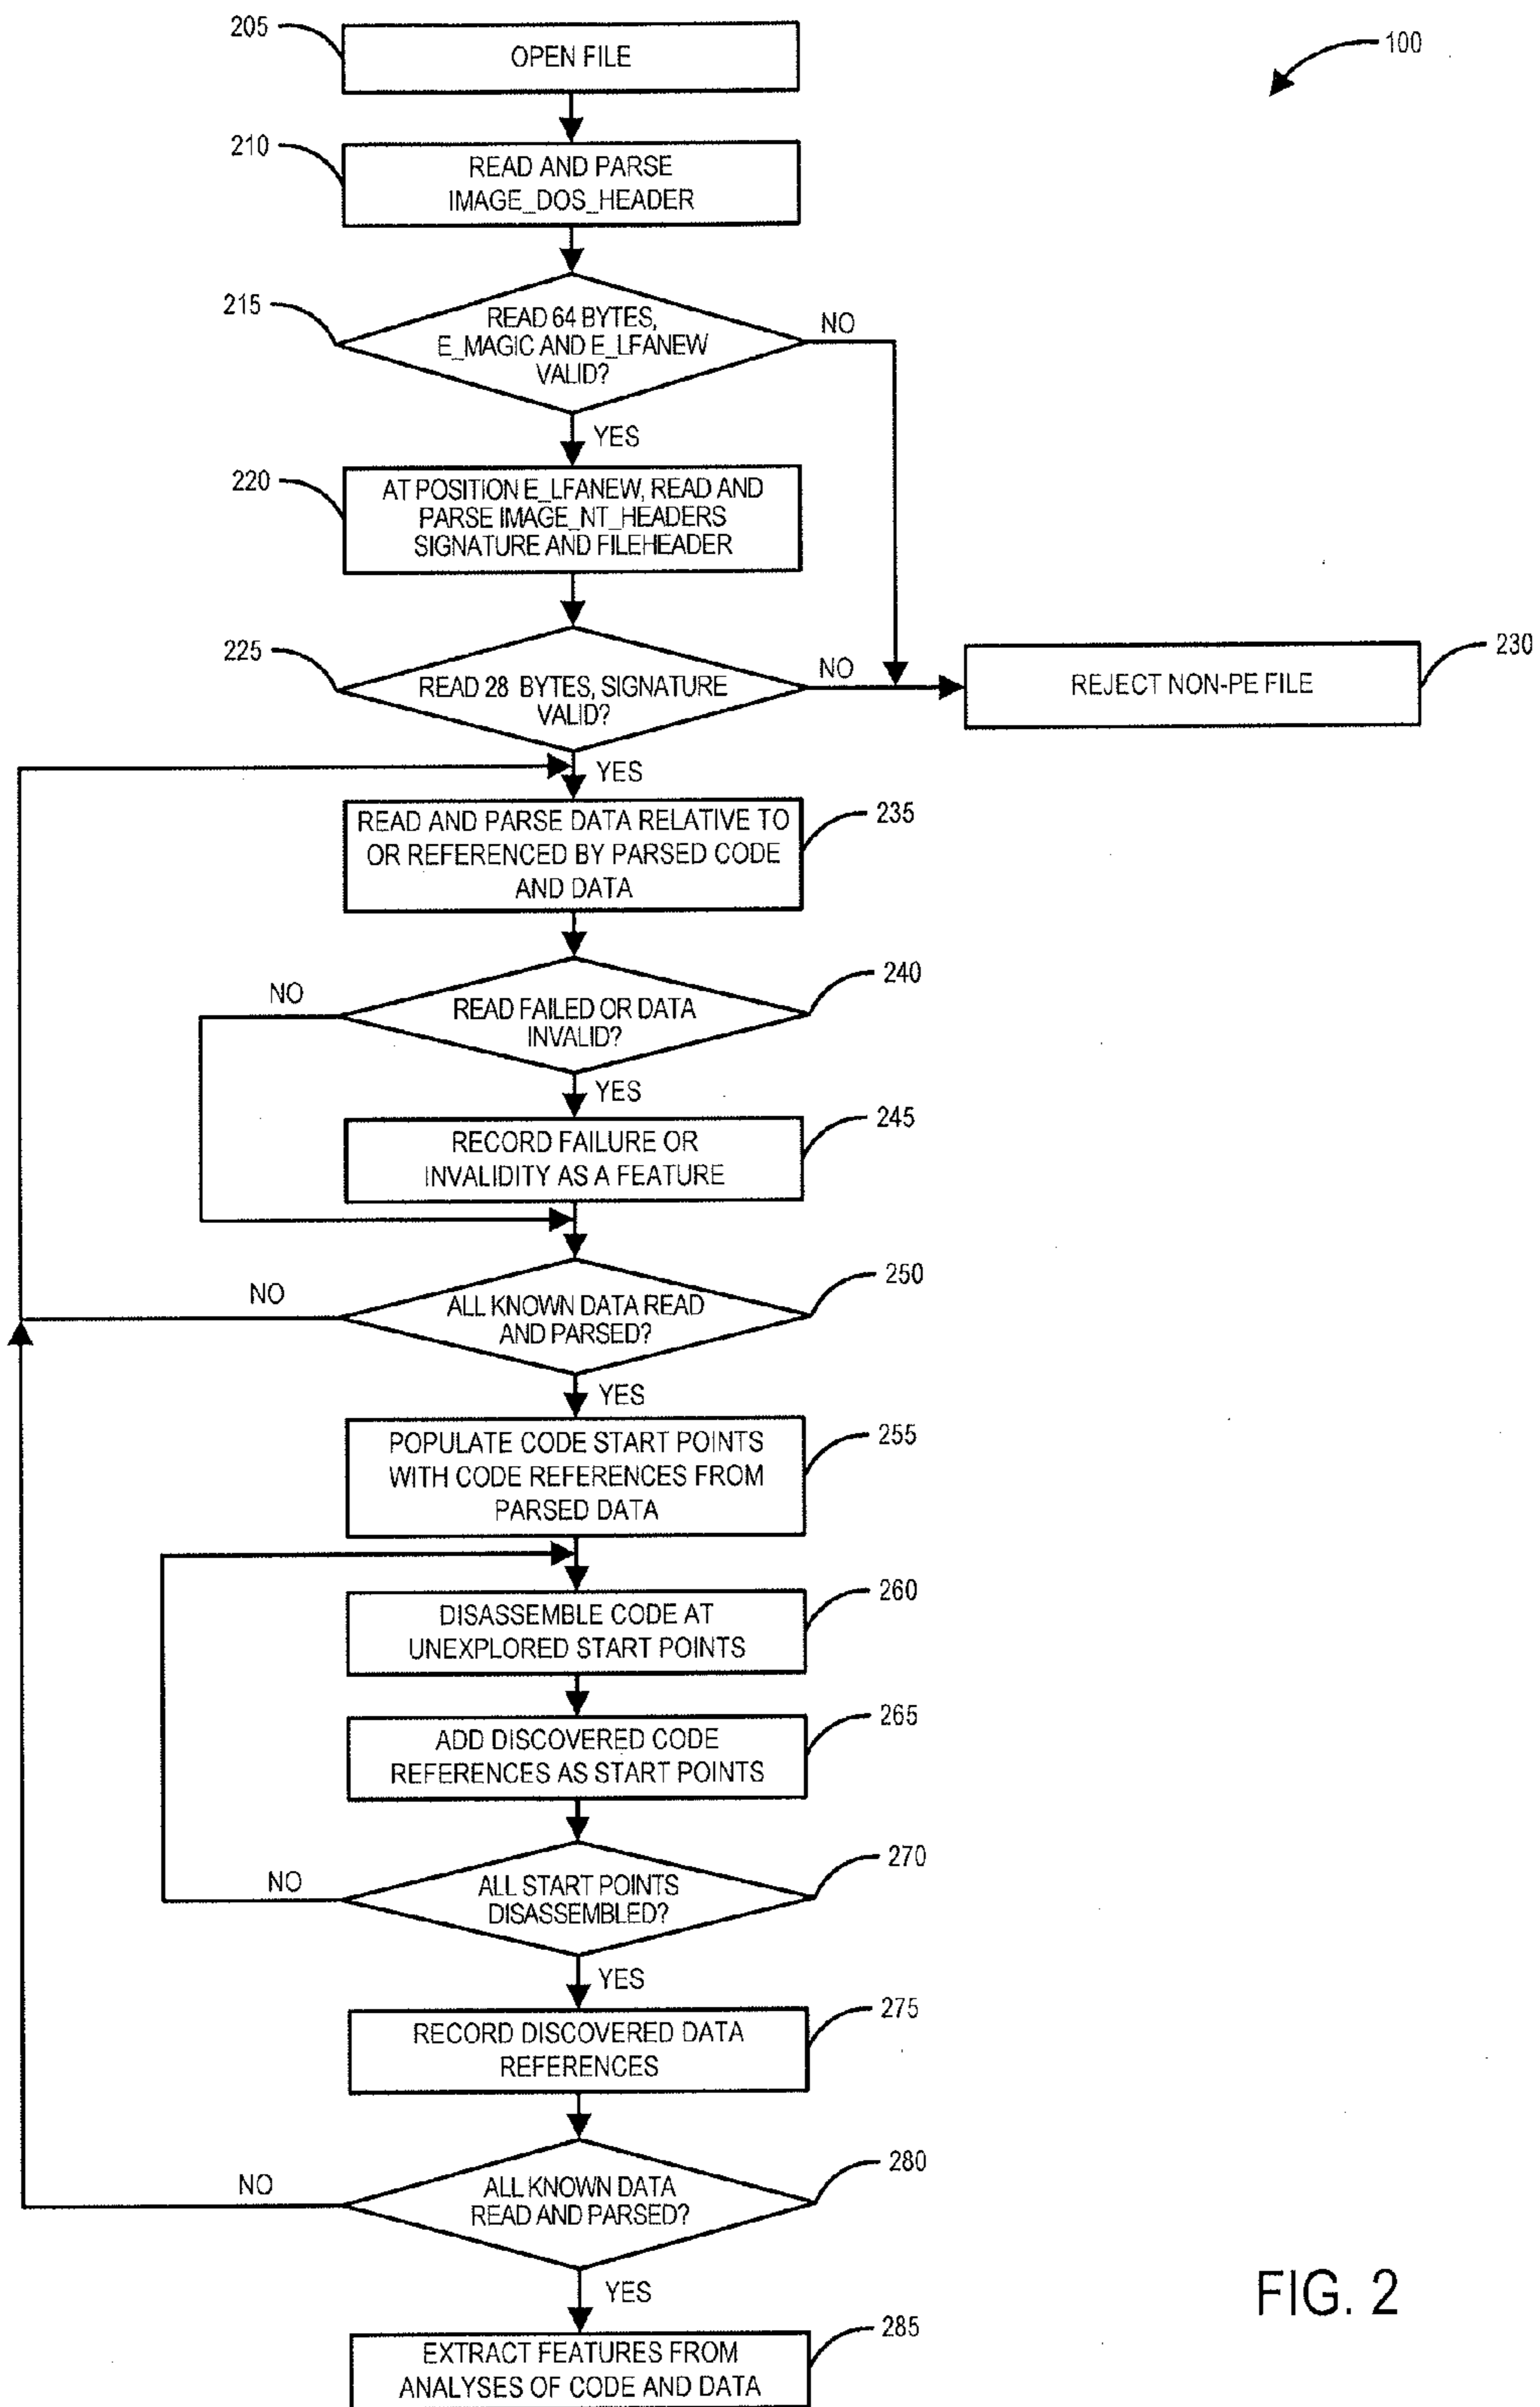 205
OPEN FILE
100
210
READ AND PARSE
IMAGE_DOS_HEADER
215
READ 64 BYTES,
E_MAGIC AND E_LFANEW
VALID?
NO
YES
220
AT POSITION E_LFANEW, READ AND
PARSE IMAGE_NT_HEADERS
SIGNATURE AND FILEHEADER
225
READ 28 BYTES, SIGNATURE
VALID?
NO
REJECT NON-PE FILE
230
YES
READ AND PARSE DATA RELATIVE TO
OR REFERENCED BY PARSED CODE
AND DATA
235
NO
READ FAILED OR DATA
INVALID?
240
YES
RECORD FAILURE OR
INVALIDITY AS A FEATURE
245
NO
ALL KNOWN DATA READ
AND PARSED?
250
YES
POPULATE CODE START POINTS
WITH CODE REFERENCES FROM
PARSED DATA
255
DISASSEMBLE CODE AT
UNEXPLORED START POINTS
260
ADD DISCOVERED CODE
REFERENCES AS START POINTS
265
NO
ALL START POINTS
DISASSEMBLED?
270
YES
RECORD DISCOVERED DATA
REFERENCES
275
NO
ALL KNOWN DATA
READ AND PARSED?
280
YES
EXTRACT FEATURES FROM
ANALYSES OF CODE AND DATA
285
FIG. 2